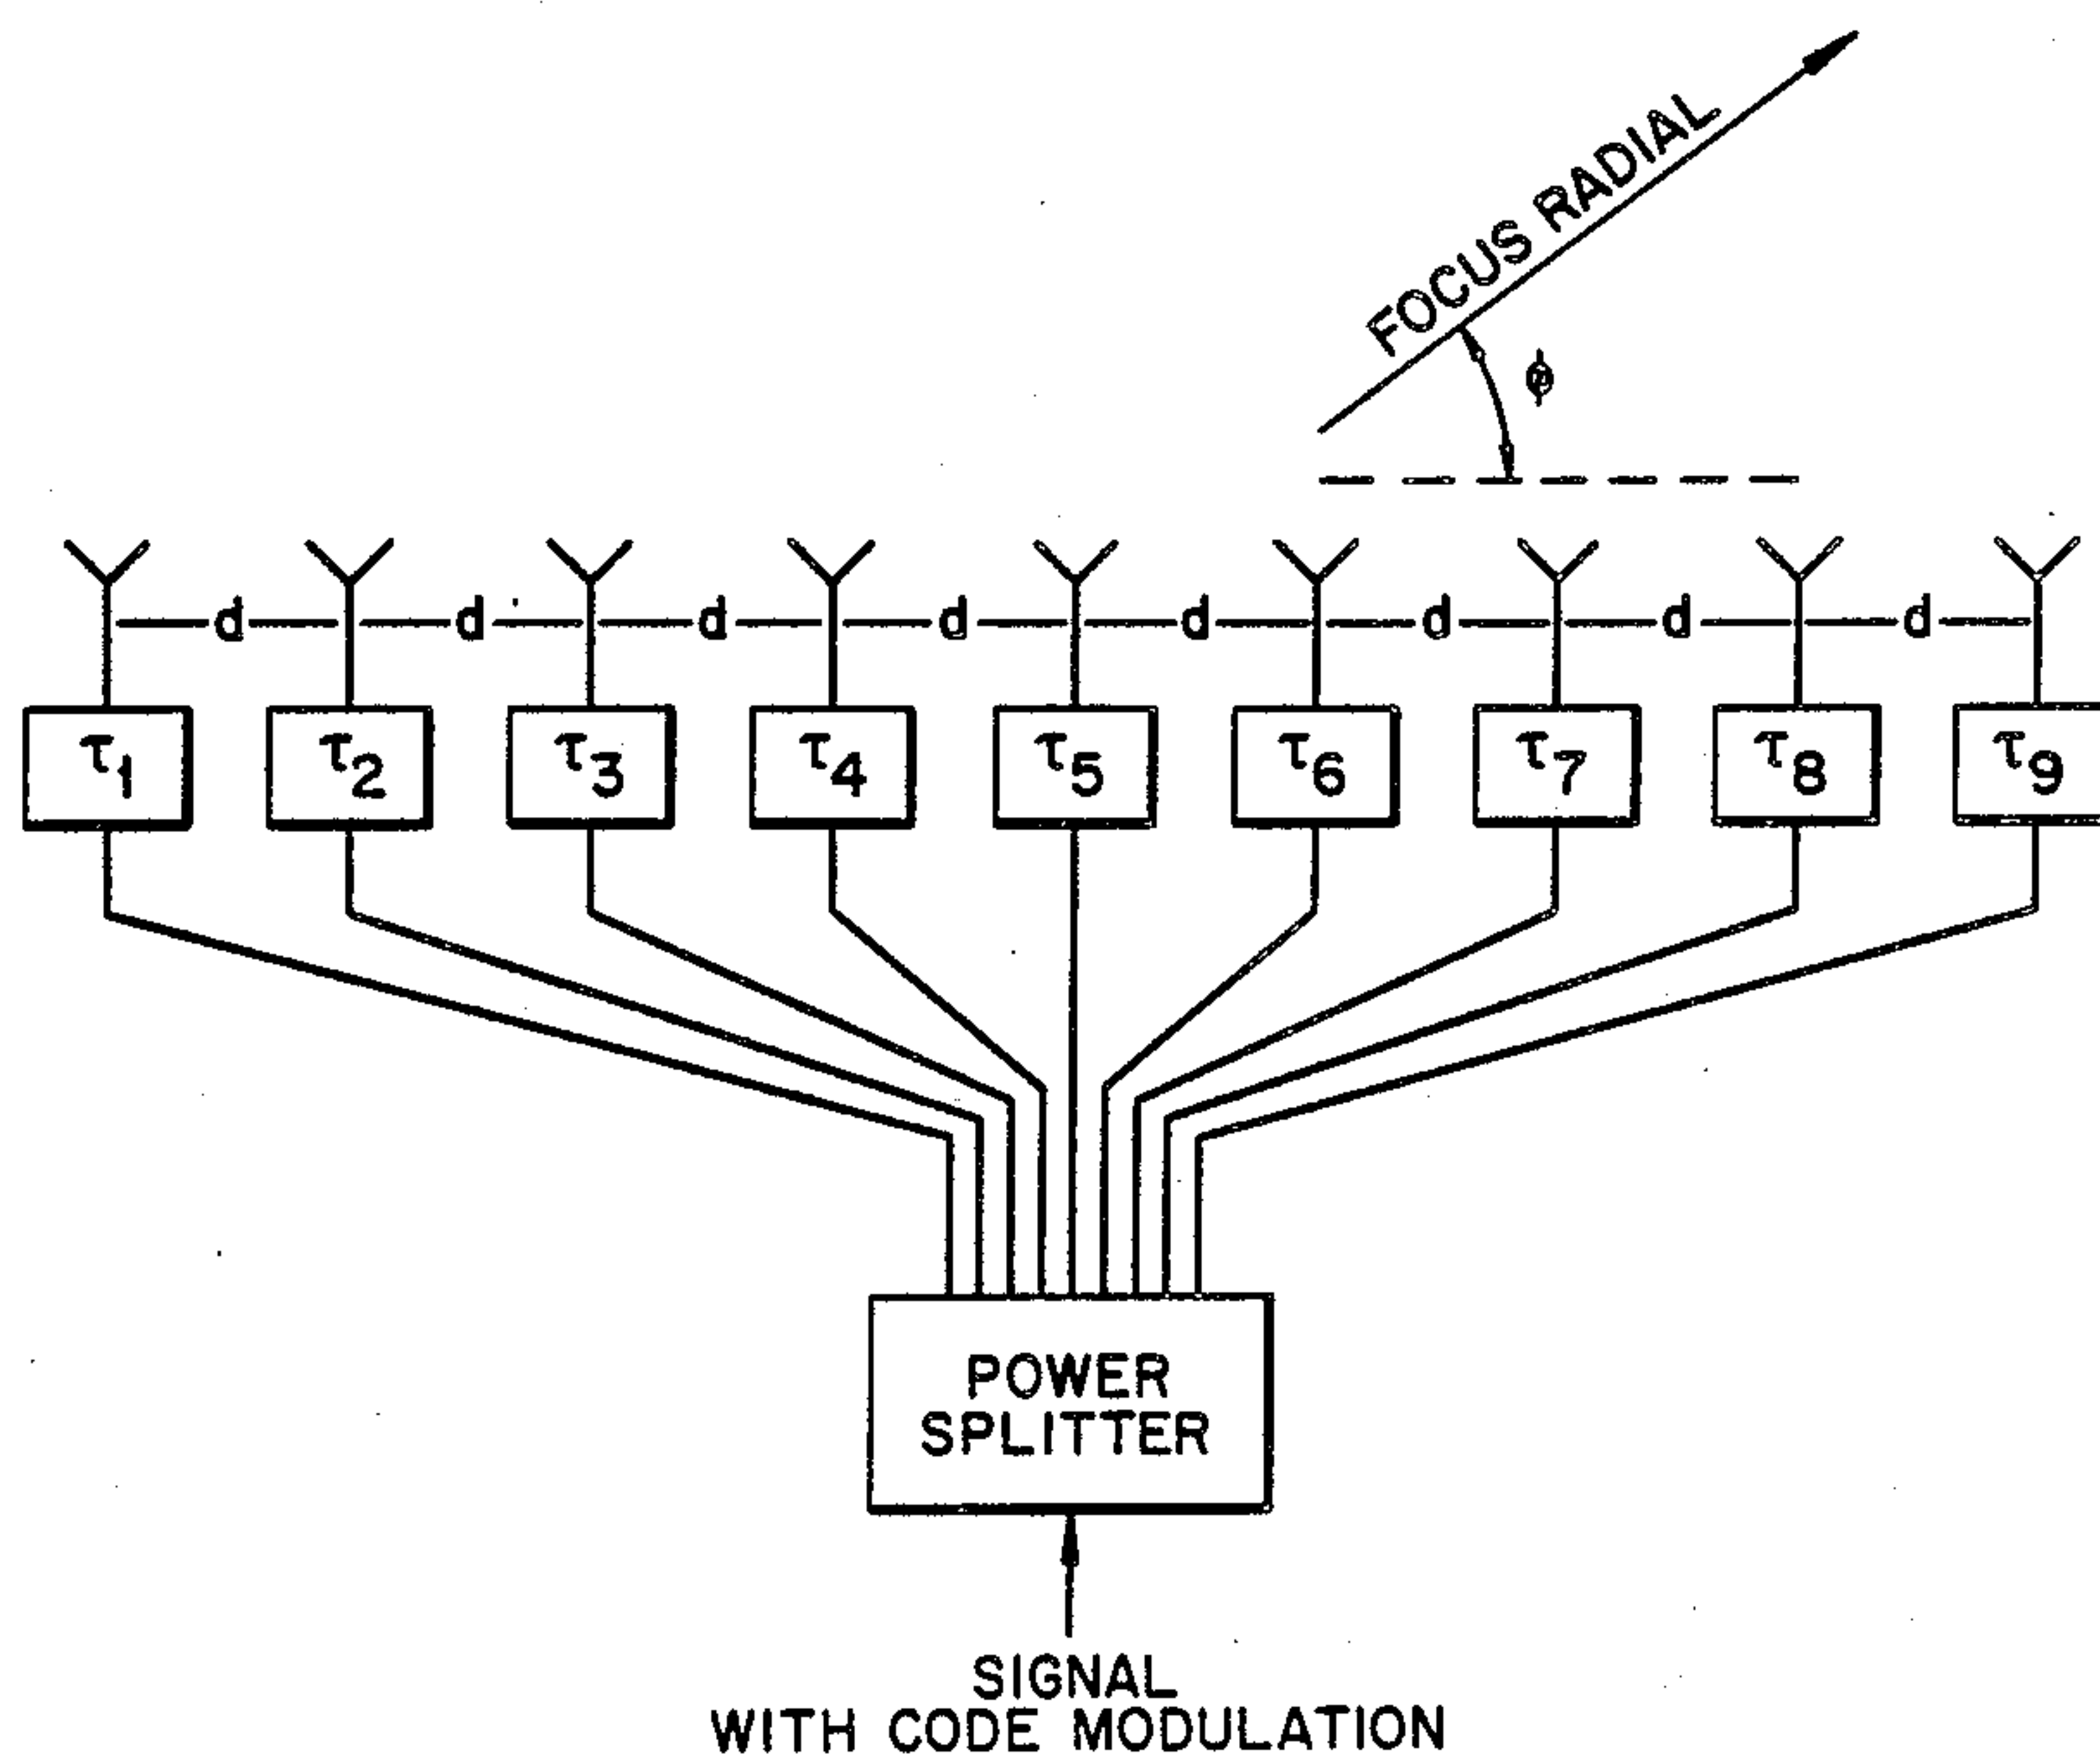 FOCUS RADIAL
ϕ
d d d d d d d d
τ1 τ2 τ3 τ4 τ5 τ6 τ7 τ8 τ9
POWER
SPLITTER
SIGNAL
WITH CODE MODULATION